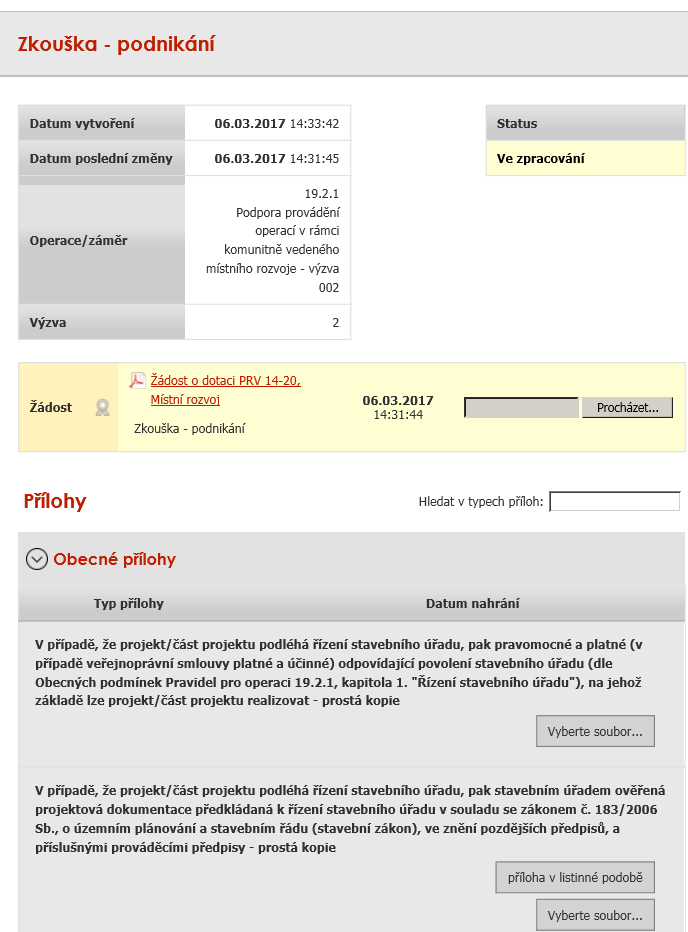 Zkouška - podnikání
Datum vytvoření 06.03.2017 14:33:42
Status
Datum poslední změny 06.03.2017 14:31:45
Ve zpracování
Operace/záměr
19.2.1
Podpora provádění
operací v rámci
komunitně vedeného
místního rozvoje - výzva
002
Výzva 2
Žádost
Žádost o dotaci PRV 14-20,
Místní rozvoj
Zkouška - podnikání
06.03.2017
14:31:44
Procházet...
Přílohy
Hledat v typech příloh:
Obecné přílohy
Typ přílohy Datum nahrání
V případě, že projekt/část projektu podléhá řízení stavebního úřadu, pak pravomocné a platné (v
případě veřejnoprávní smlouvy platné a účinné) odpovídající povolení stavebního úřadu (dle
Obecných podmínek Pravidel pro operaci 19.2.1, kapitola 1. "Řízení stavebního úřadu"), na jehož
základě lze projekt/část projektu realizovat - prostá kopie
Vyberte soubor...
V případě, že projekt/část projektu podléhá řízení stavebního úřadu, pak stavebním úřadem ověřená
projektová dokumentace předkládaná k řízení stavebního úřadu v souladu se zákonem č. 183/2006
Sb., o územním plánování a stavebním řádu (stavební zákon), ve znění pozdějších předpisů, a
příslušnými prováděcími předpisy - prostá kopie
příloha v listinné podobě
Vyberte soubor...